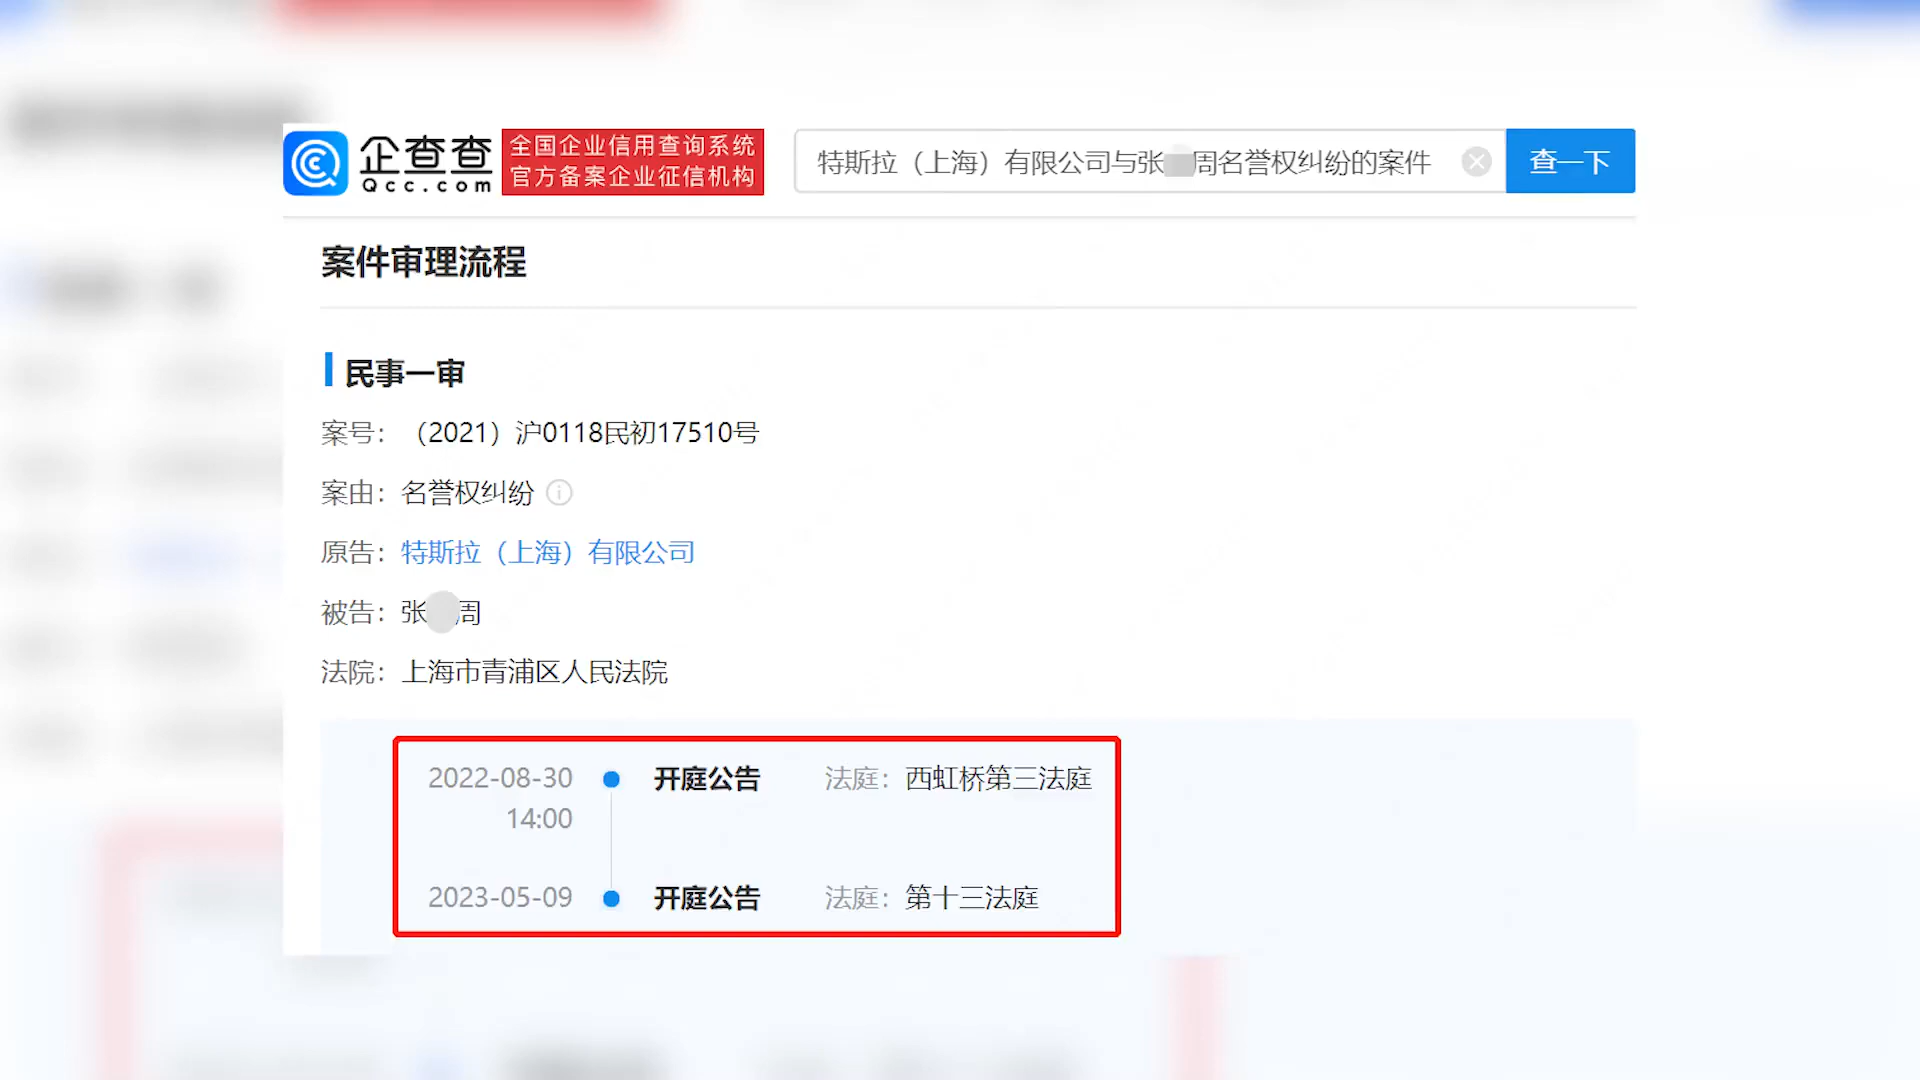 企查查
Qcc.com
全国企业信用查询系统
官方备案企业征信机构
特斯拉（上海）有限公司与张 周名誉权纠纷的案件
查一下
案件审理流程
民事一审
案号：（2021）沪0118民初17510号
案由：名誉权纠纷
原告：特斯拉（上海）有限公司
被告：张 周
法院：上海市青浦区人民法院
2022-08-30 开庭公告 法庭：西虹桥第三法庭
14:00
2023-05-09 开庭公告 法庭：第十三法庭